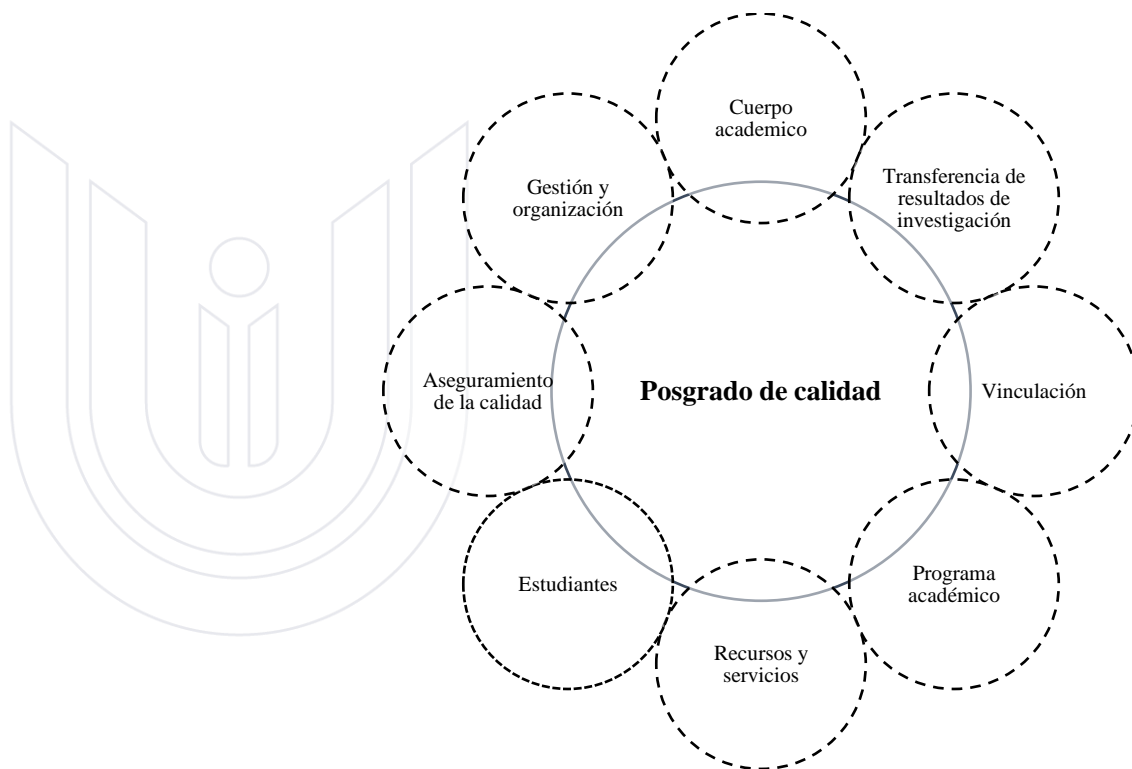 Cuerpo
academico
Transferencia de
resultados de
investigación
Vinculación
Programa
académico
Recursos y
servicios
Estudiantes
Aseguramiento
de la calidad
Gestión y
organización
Posgrado de calidad